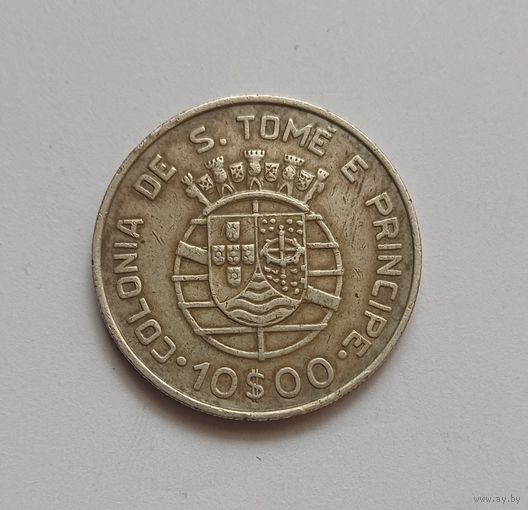 COLONIA DE S. TOMÉ E PRINCIPE
10$00
www.ay.by